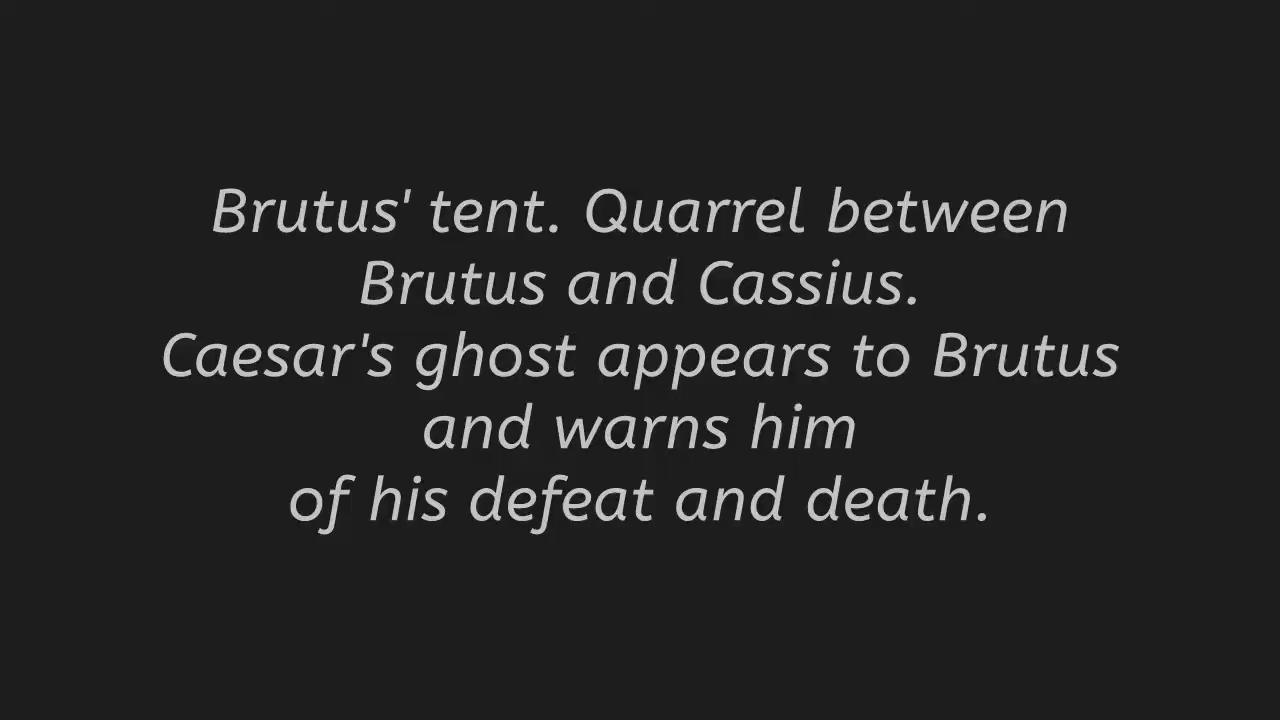 Brutus' tent. Quarrel between
Brutus and Cassius.
Caesar's ghost appears to Brutus
and warns him
of his defeat and death.